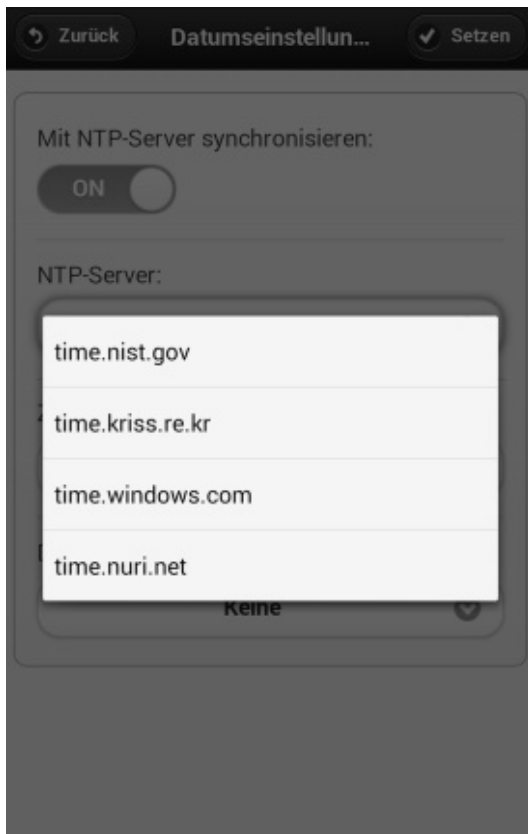 Zurück
Datumseinstellun...
Setzen
Mit NTP-Server synchronisieren:
ON
NTP-Server:
time.nist.gov
time.kriss.re.kr
time.windows.com
time.nuri.net
Keine